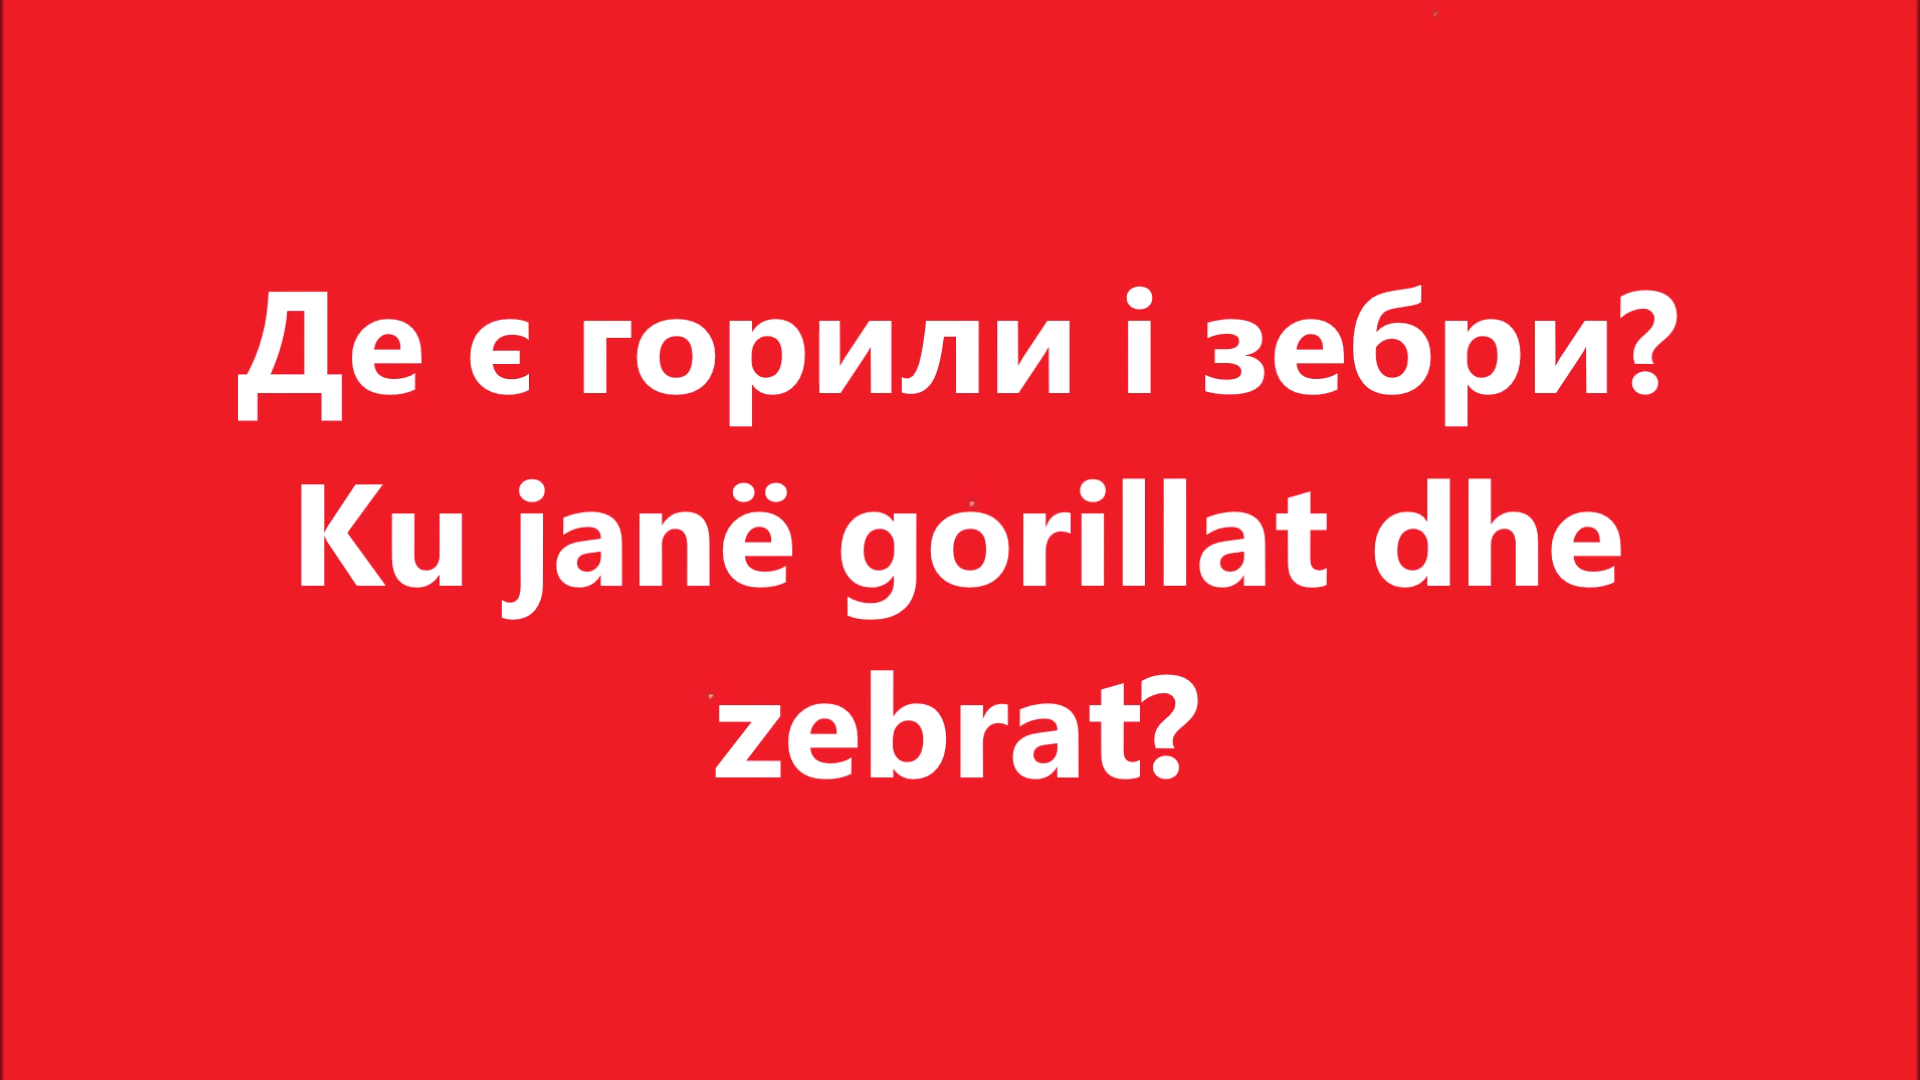 Де є горили і зебри?
Ku janë gorillat dhe
zebrat?